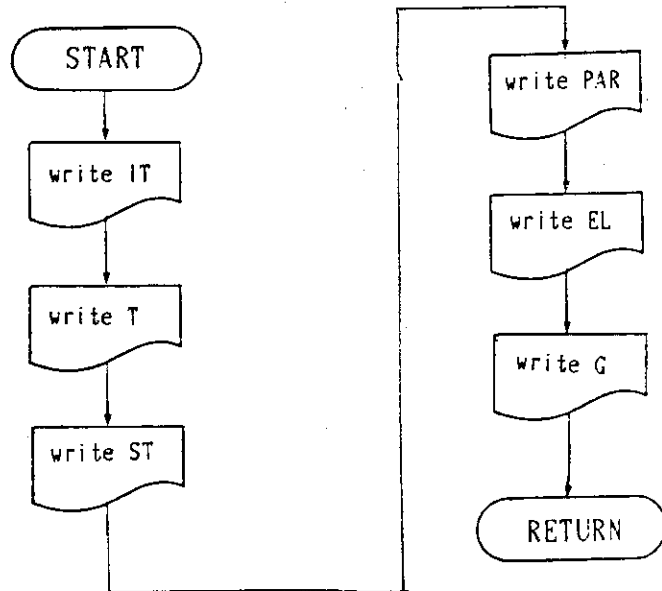 START
write IT
write T
write ST
write PAR
write EL
write G
RETURN